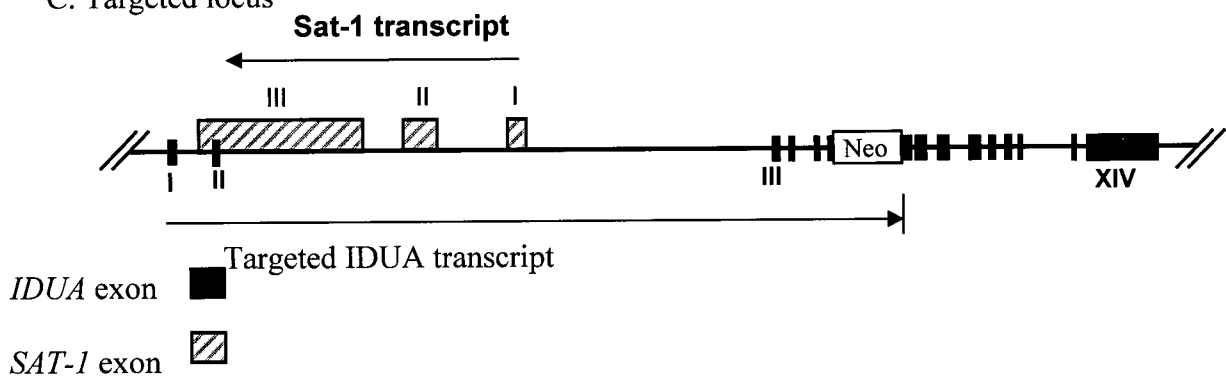 C. Targeted locus
Sat-1 transcript
III II I
Neo
I II III XIV
Targeted IDUA transcript
IDUA exon
SAT-1 exon